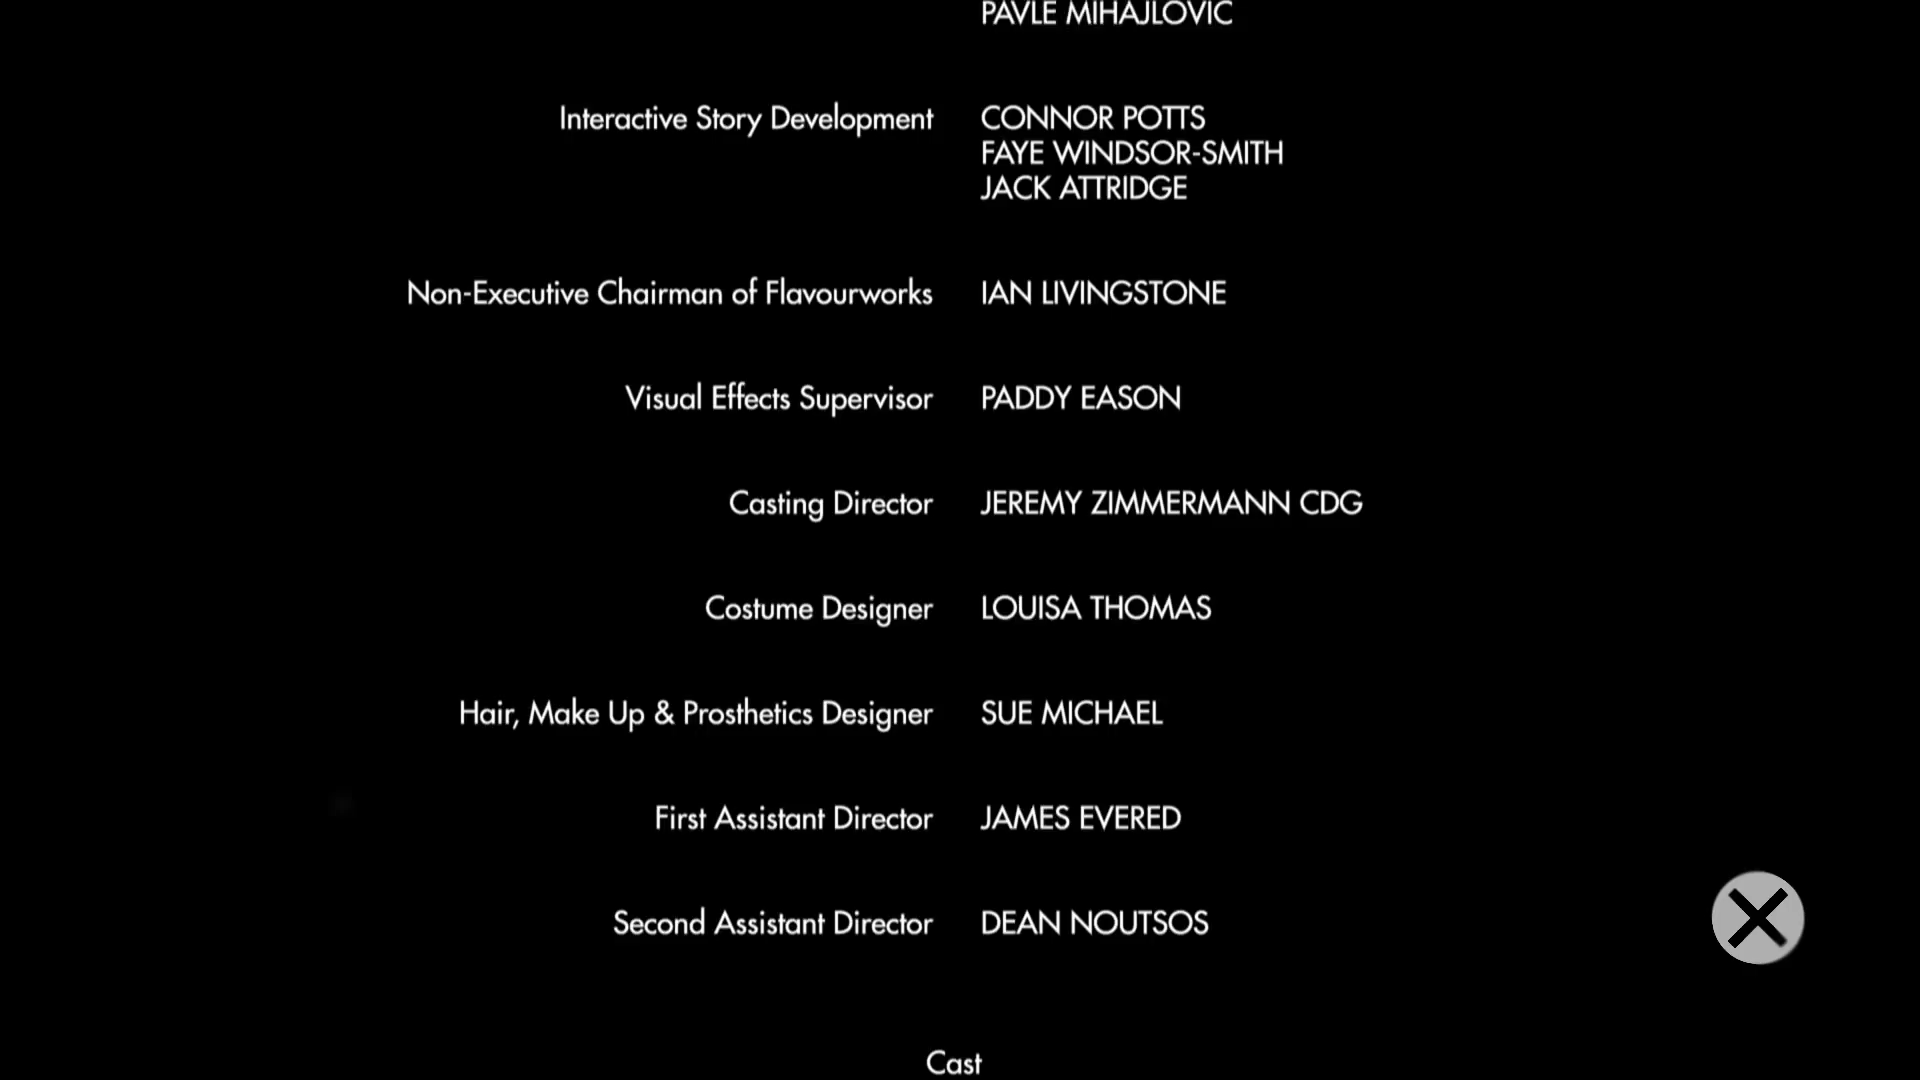 PAVLE MIHAJLOVIC
Interactive Story Development CONNOR POTTS
FAYE WINDSOR-SMITH
JACK ATTRIDGE
Non-Executive Chairman of Flavourworks IAN LIVINGSTONE
Visual Effects Supervisor PADDY EASON
Casting Director JEREMY ZIMMERMANN CDG
Costume Designer LOUISA THOMAS
Hair, Make Up & Prosthetics Designer SUE MICHAEL
First Assistant Director JAMES EVERED
Second Assistant Director DEAN NOUTSOS
Cast